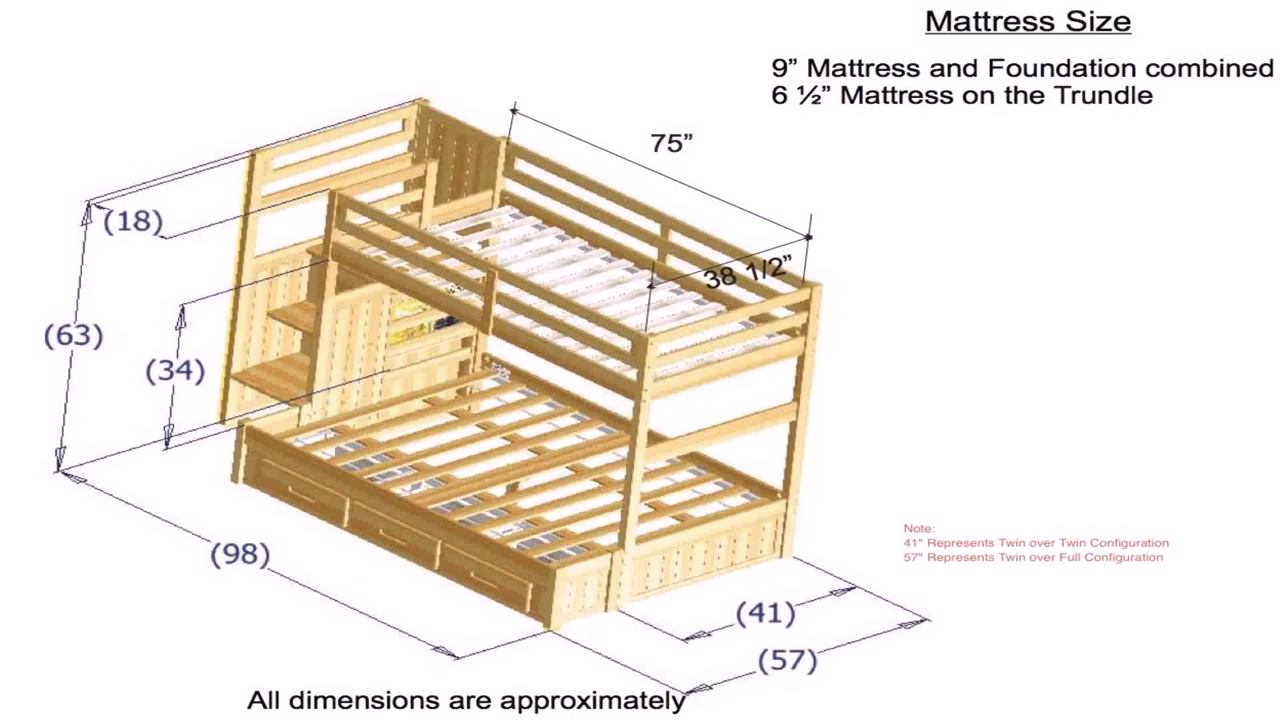 Mattress Size
9” Mattress and Foundation combined
6 ½” Mattress on the Trundle
75”
(18)
38 1/2”
(63)
(34)
Note:
41" Represents Twin over Twin Configuration
57" Represents Twin over Full Configuration
(98)
(41)
(57)
All dimensions are approximately